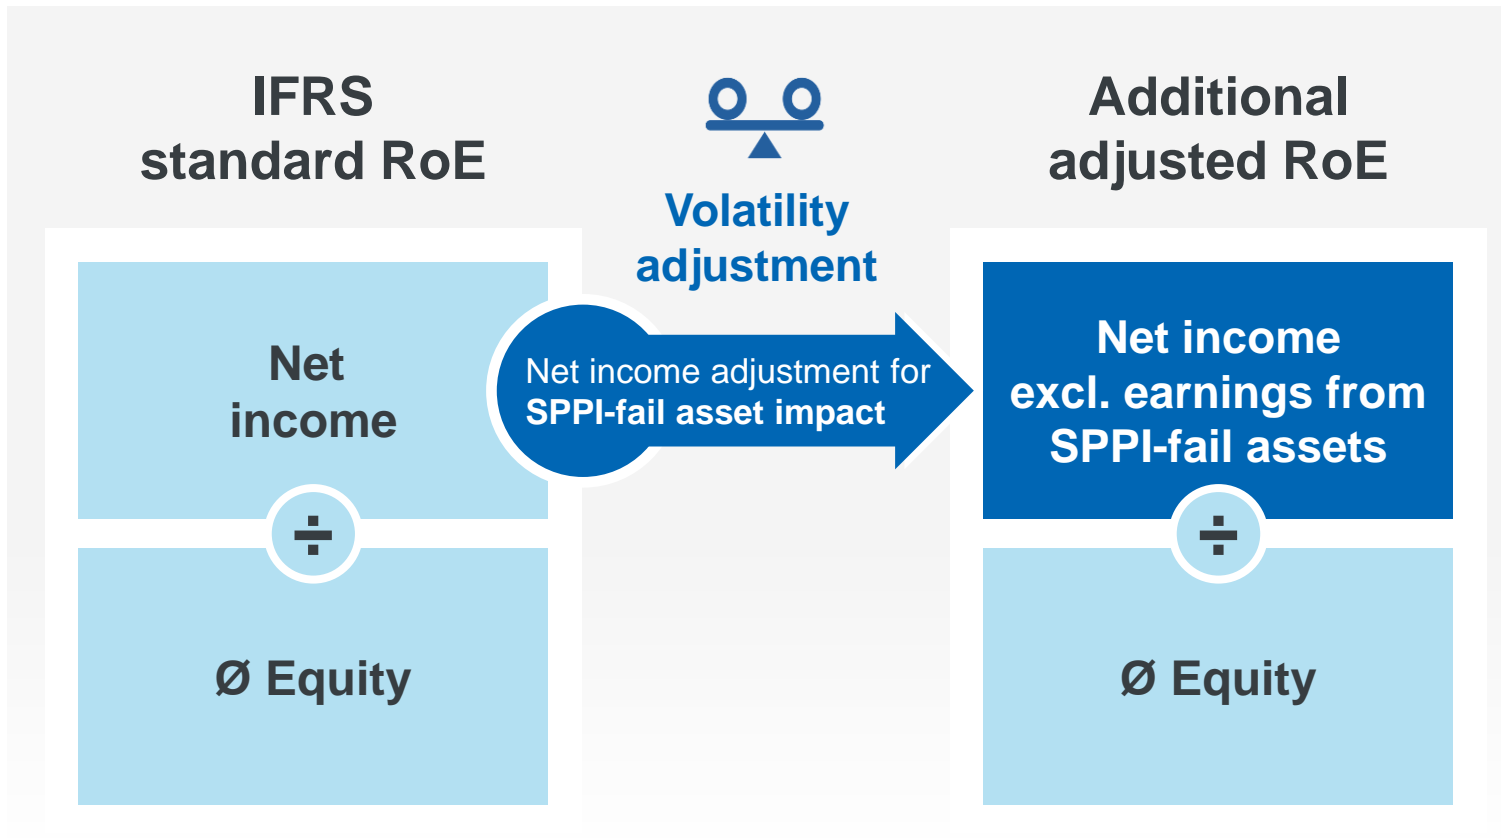 IFRS
standard RoE
Volatility
adjustment
Additional
adjusted RoE
Net
income
÷
Ø Equity
Net income adjustment for
SPPI-fail asset impact
Net income
excl. earnings from
SPPI-fail assets
÷
Ø Equity